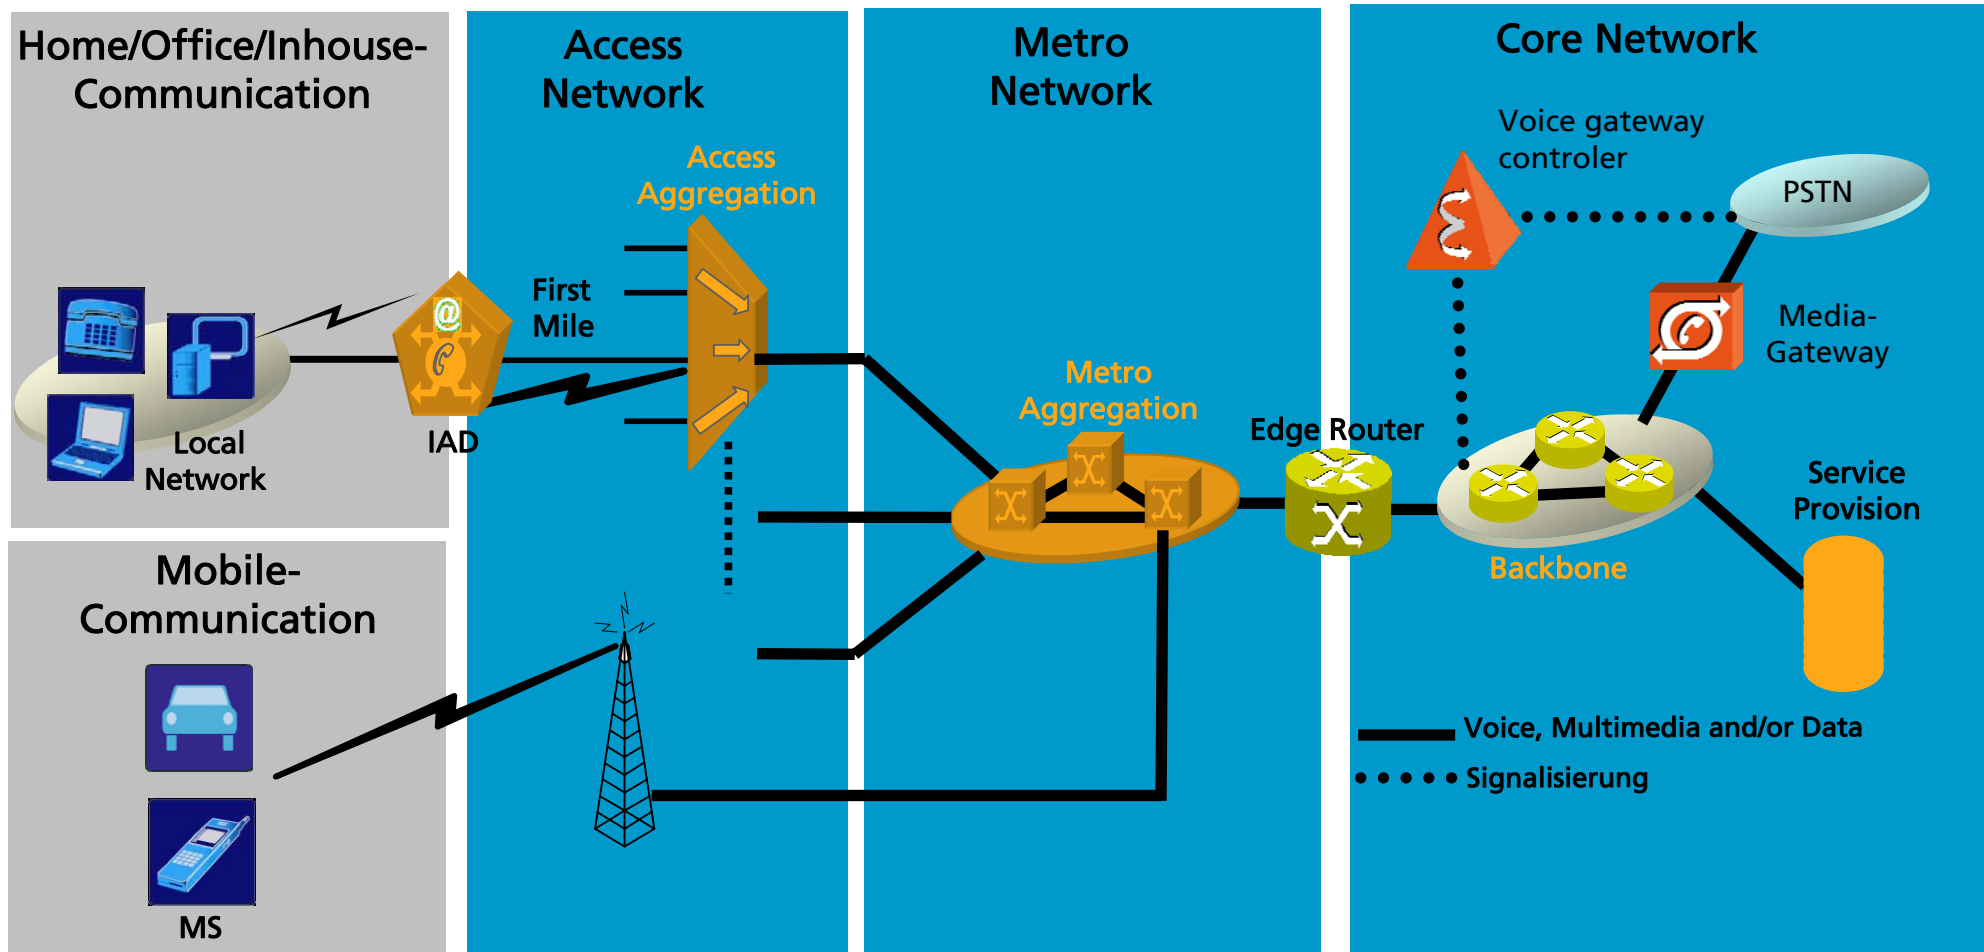 Home/Office/Inhouse-
Communication
Access
Network
Metro
Network
Core Network
Voice gateway
controler
PSTN
Access
Aggregation
First
Mile
@
Media-
Gateway
Metro
Aggregation
Edge Router
Local
Network
IAD
Service
Provision
Backbone
Mobile-
Communication
Voice, Multimedia and/or Data
Signalisierung
MS